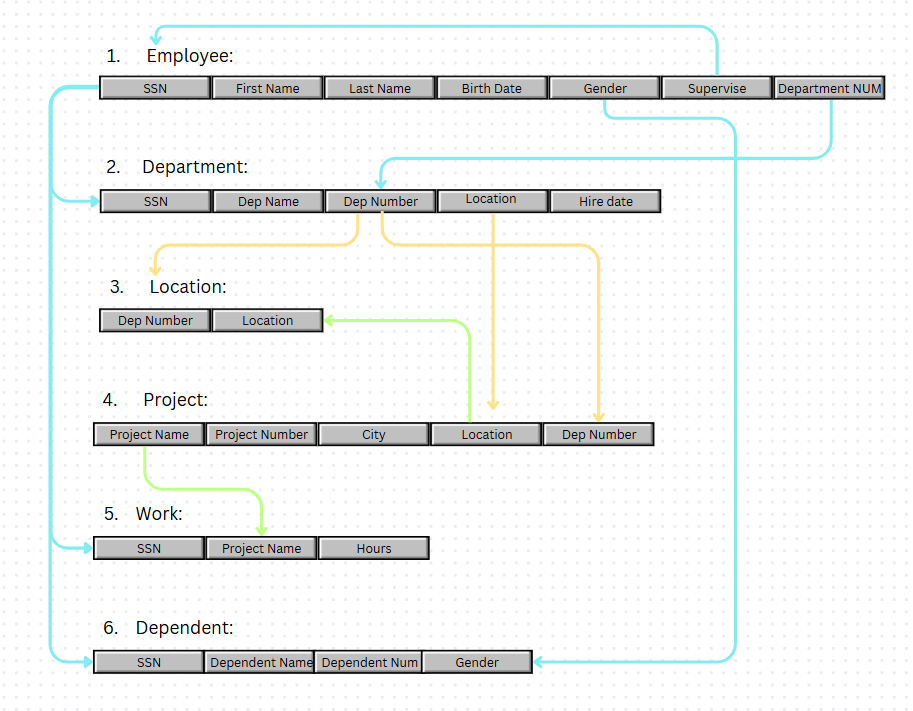 1. Employee:
SSN First Name Last Name Birth Date Gender Supervise Department NUM
2. Department:
SSN Dep Name Dep Number Location Hire date
3. Location:
Dep Number Location
4. Project:
Project Name Project Number City Location Dep Number
5. Work:
SSN Project Name Hours
6. Dependent:
SSN Dependent Name Dependent Num Gender